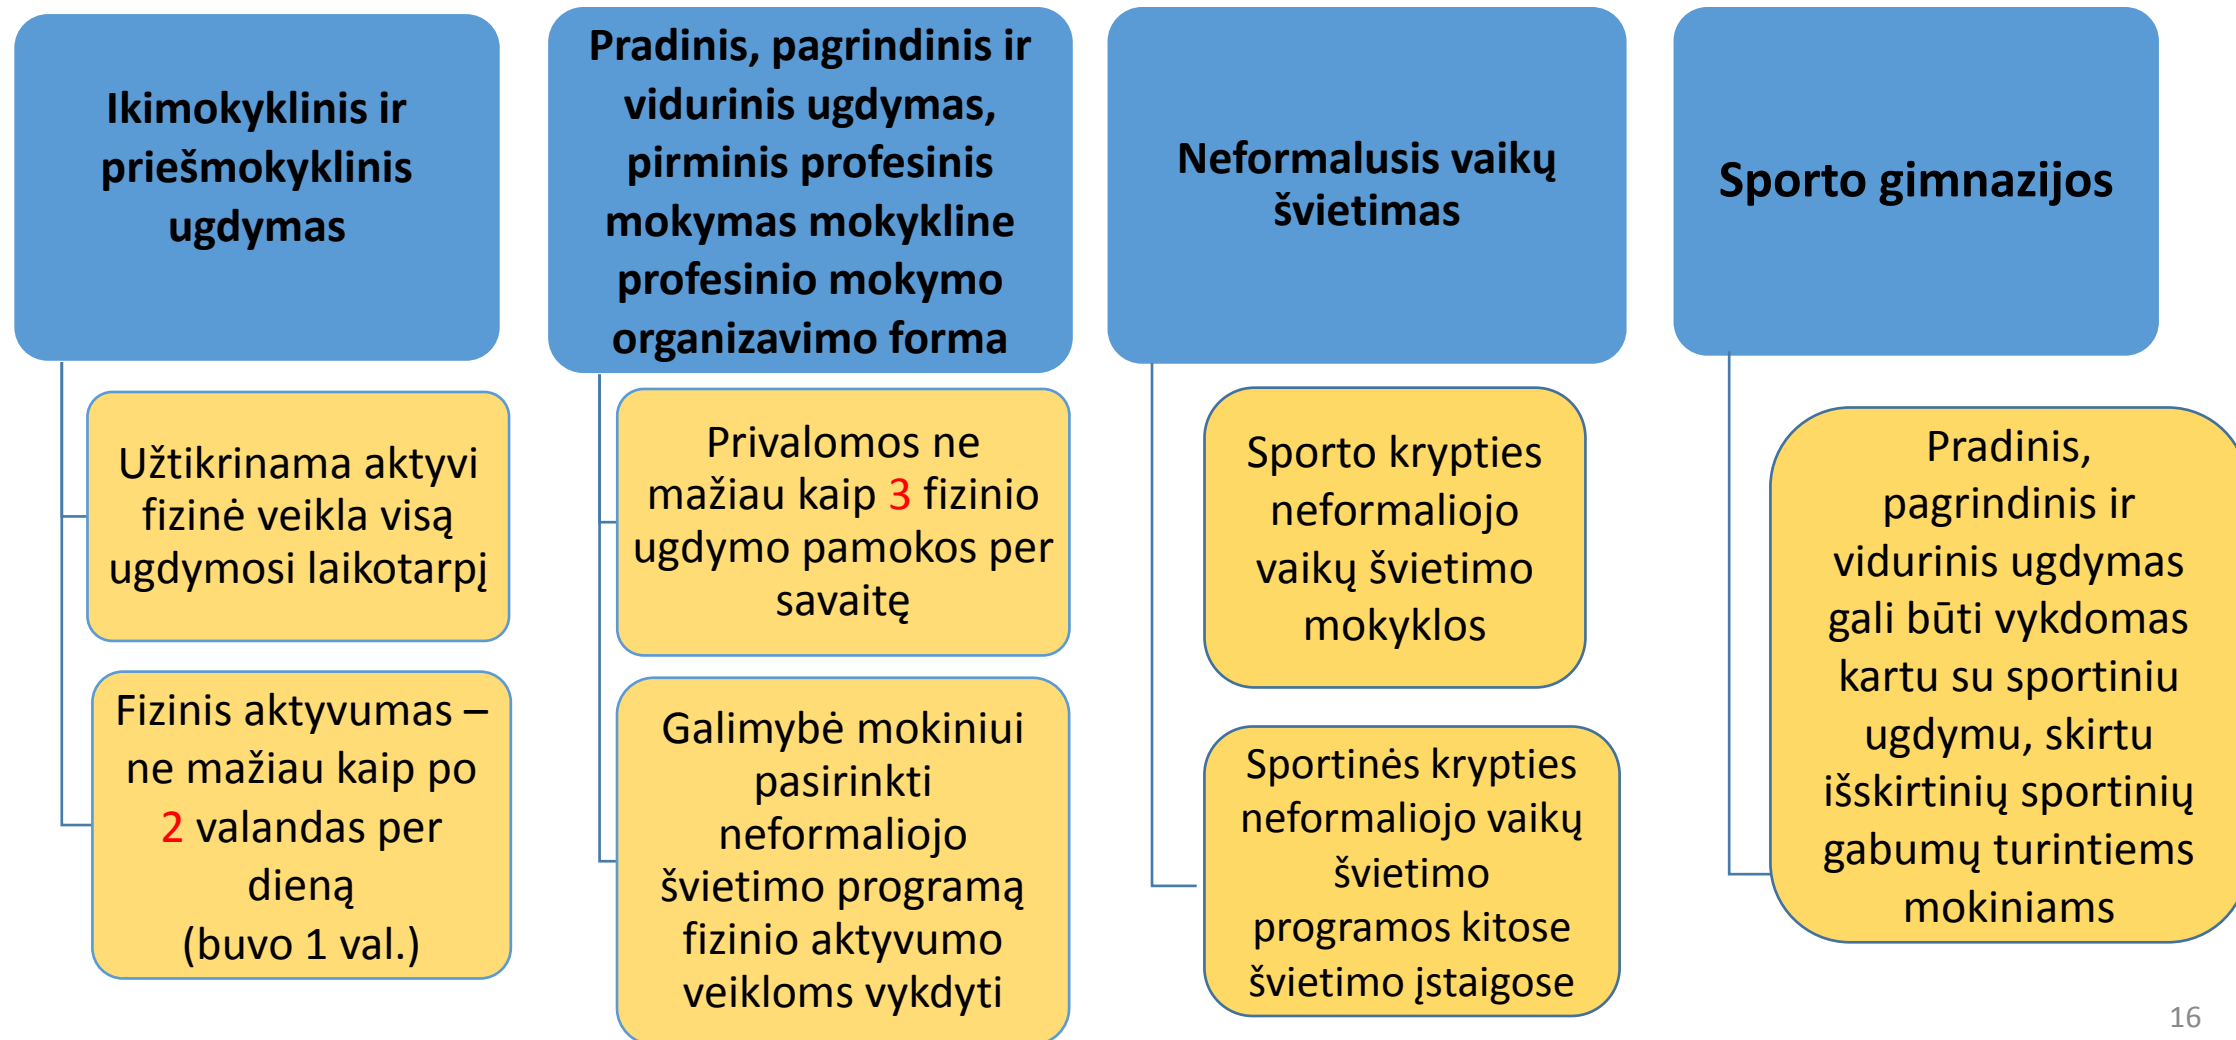 Ikimokyklinis ir
priešmokyklinis
ugdymas
Užtikrinama aktyvi
fizinė veikla visą
ugdymosi laikotarpį
Fizinis aktyvumas –
ne mažiau kaip po
2 valandas per
dieną
(buvo 1 val.)
Pradinis, pagrindinis ir
vidurinis ugdymas,
pirminis profesinis
mokymas mokykline
profesinio mokymo
organizavimo forma
Privalomos ne
mažiau kaip 3 fizinio
ugdymo pamokos per
savaitę
Galimybė mokiniui
pasirinkti
neformaliojo
švietimo programą
fizinio aktyvumo
veikloms vykdyti
Neformalusis vaikų
švietimas
Sporto krypties
neformaliojo
vaikų švietimo
mokyklos
Sportinės krypties
neformaliojo vaikų
švietimo
programos kitose
švietimo įstaigose
Sporto gimnazijos
Pradinis,
pagrindinis ir
vidurinis ugdymas
gali būti vykdomas
kartu su sportiniu
ugdymu, skirtu
išskirtinių sportinių
gabumų turintiems
mokiniams
16